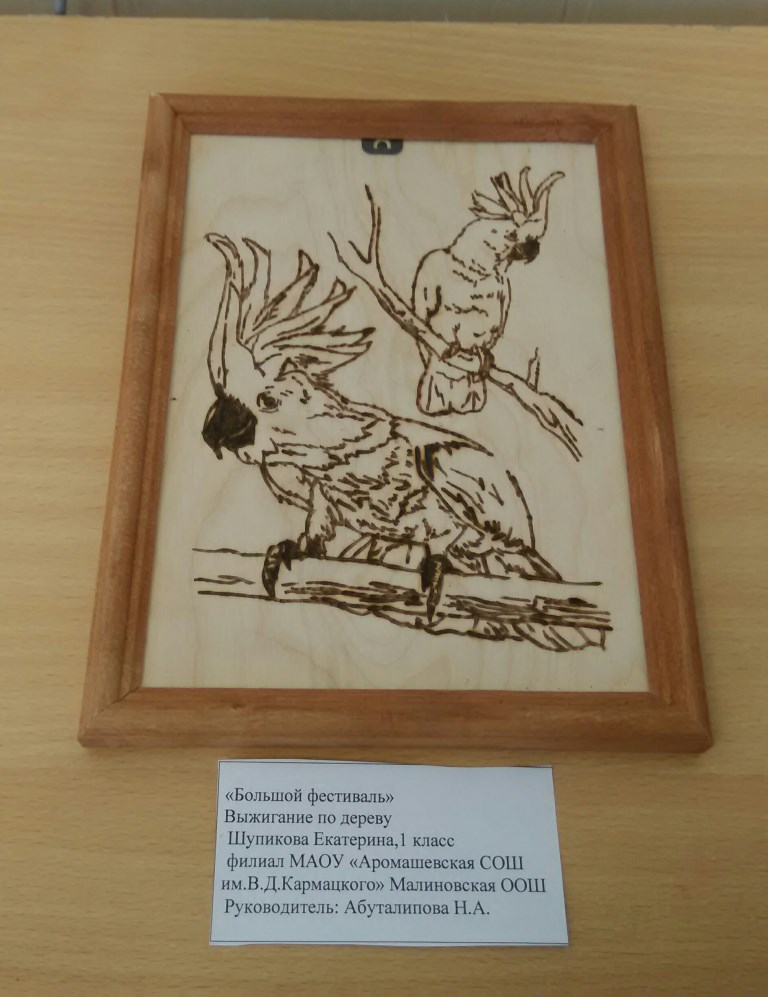 «Большой фестиваль»
Выжигание по дереву
Шупикова Екатерина,1 класс
филиал МАОУ «Аромашевская СОШ
им.В.Д.Кармацкого» Малиновская ООШ
Руководитель: Абуталипова Н.А.